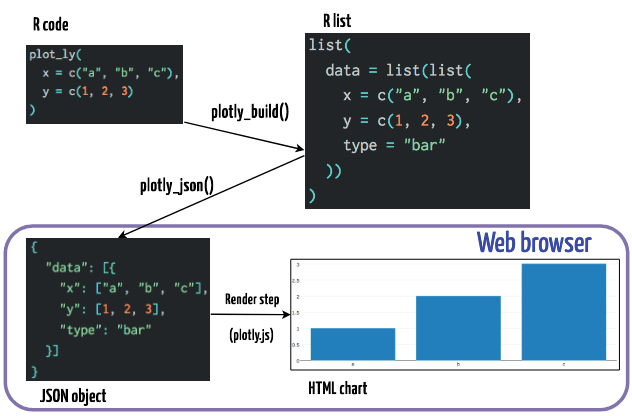 R code
plot_ly(
  x = c("a", "b", "c"),
  y = c(1, 2, 3)
)
plotly_build()
R list
list(
  data = list(list(
    x = c("a", "b", "c"),
    y = c(1, 2, 3),
    type = "bar"
  ))
)
plotly_json()
Web browser
{
  "data": [{
    "x": ["a", "b", "c"],
    "y": [1, 2, 3],
    "type": "bar"
  }]
}
JSON object
Render step
(plotly.js)
3
2.5
2
1.5
1
0.5
0
a
b
c
HTML chart